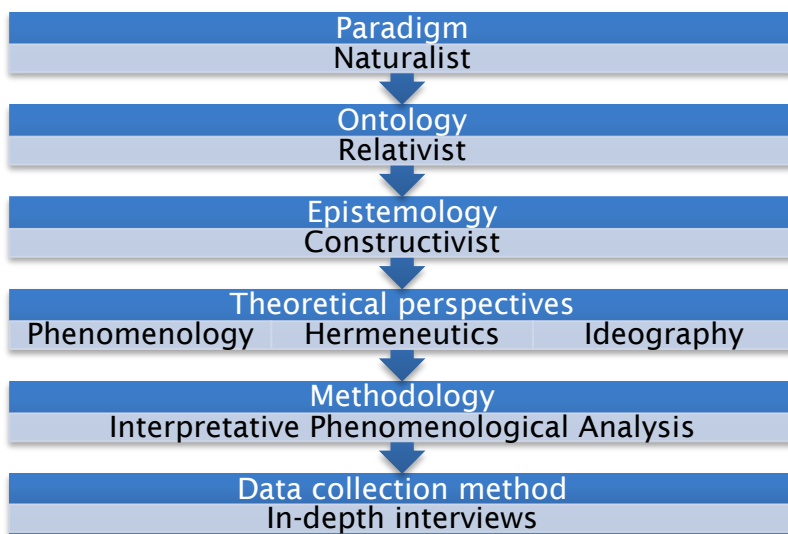 Paradigm
Naturalist
Ontology
Relativist
Epistemology
Constructivist
Theoretical perspectives
Phenomenology Hermeneutics Ideography
Methodology
Interpretative Phenomenological Analysis
Data collection method
In-depth interviews